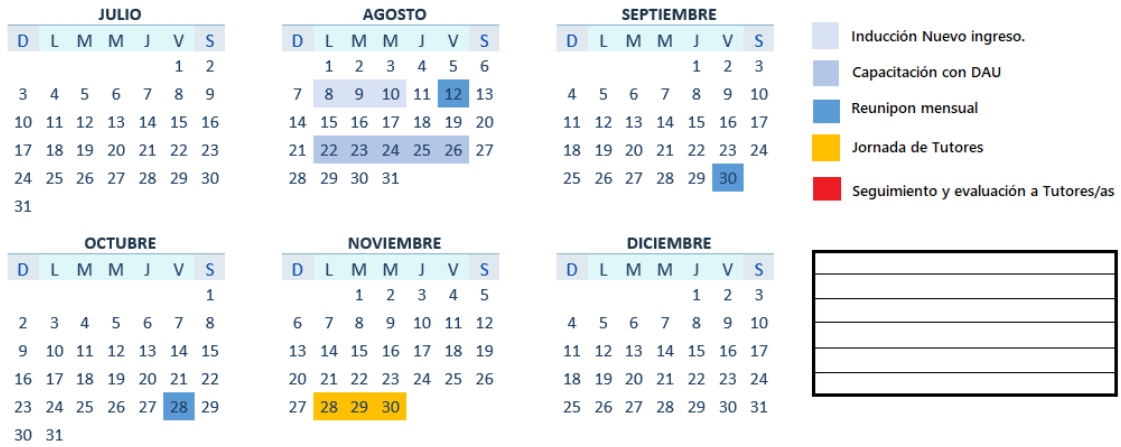 JULIO
D L M M J V S
1 2
3 4 5 6 7 8 9
10 11 12 13 14 15 16
17 18 19 20 21 22 23
24 25 26 27 28 29 30
31
AGOSTO
D L M M J V S
1 2 3 4 5 6
7 8 9 10 11 12 13
14 15 16 17 18 19 20
21 22 23 24 25 26 27
28 29 30 31
SEPTIEMBRE
D L M M J V S
1 2 3
4 5 6 7 8 9 10
11 12 13 14 15 16 17
18 19 20 21 22 23 24
25 26 27 28 29 30
Inducción Nuevo ingreso.
Capacitación con DAU
Reunipon mensual
Jornada de Tutores
Seguimiento y evaluación a Tutores/as
OCTUBRE
D L M M J V S
1
2 3 4 5 6 7 8
9 10 11 12 13 14 15
16 17 18 19 20 21 22
23 24 25 26 27 28 29
30 31
NOVIEMBRE
D L M M J V S
1 2 3 4 5
6 7 8 9 10 11 12
13 14 15 16 17 18 19
20 21 22 23 24 25 26
27 28 29 30
DICIEMBRE
D L M M J V S
1 2 3
4 5 6 7 8 9 10
11 12 13 14 15 16 17
18 19 20 21 22 23 24
25 26 27 28 29 30 31